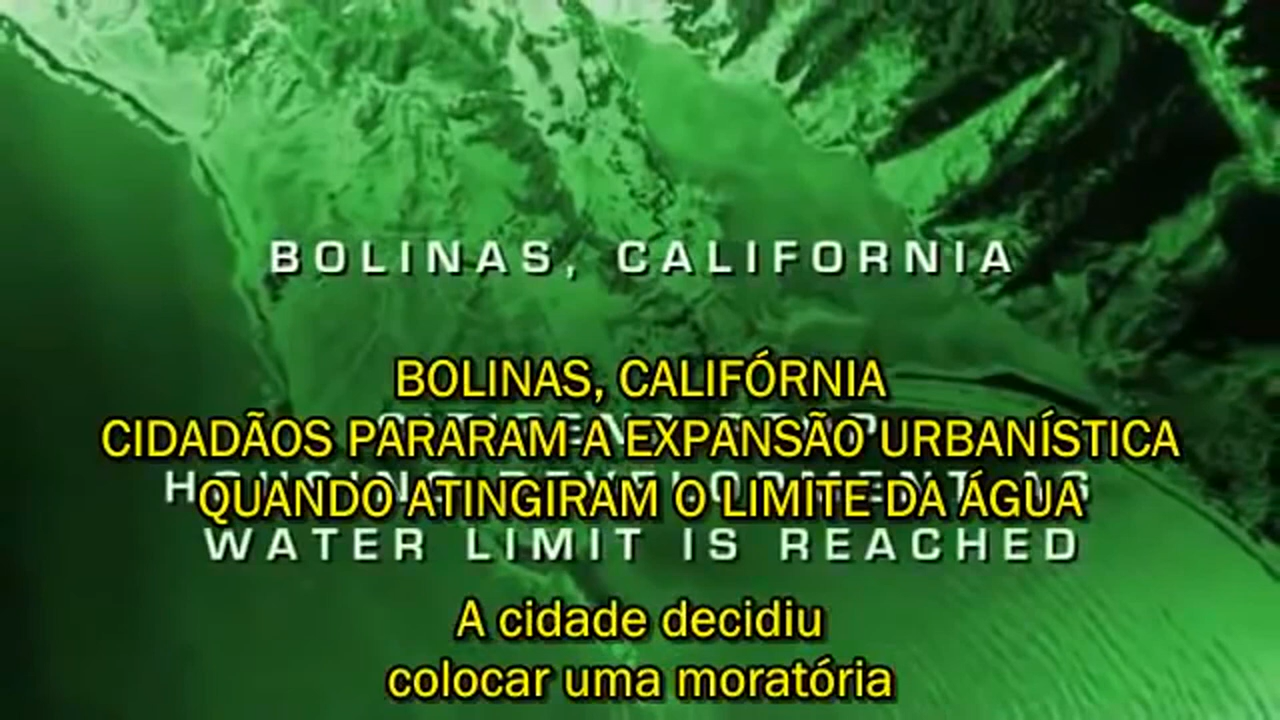 BOLINAS, CALIFORNIA
BOLINAS, CALIFÓRNIA
CIDADÃOS PARARAM A EXPANSÃO URBANÍSTICA
QUANDO ATINGIRAM O LIMITE DA ÁGUA
WATER LIMIT IS REACHED
A cidade decidiu
colocar uma moratória